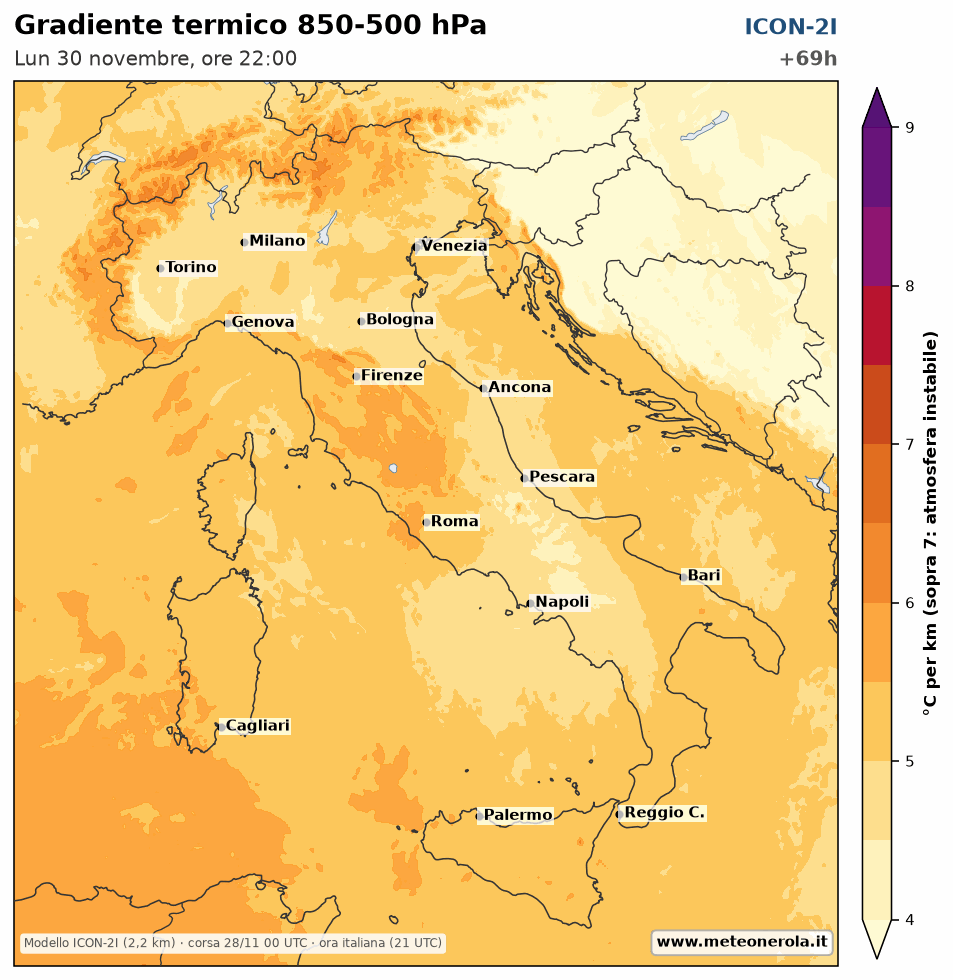 Gradiente termico 850-500 hPa
ICON-2I
Lun 30 novembre, ore 22:00
+69h
Milano
Venezia
Torino
Genova
Bologna
Firenze
Ancona
Pescara
Roma
Bari
Napoli
Cagliari
Palermo
Reggio C.
9
8
7
6
5
4
°C per km (sopra 7: atmosfera instabile)
Modello ICON-2I (2,2 km) · corsa 28/11 00 UTC · ora italiana (21 UTC)
www.meteonerola.it